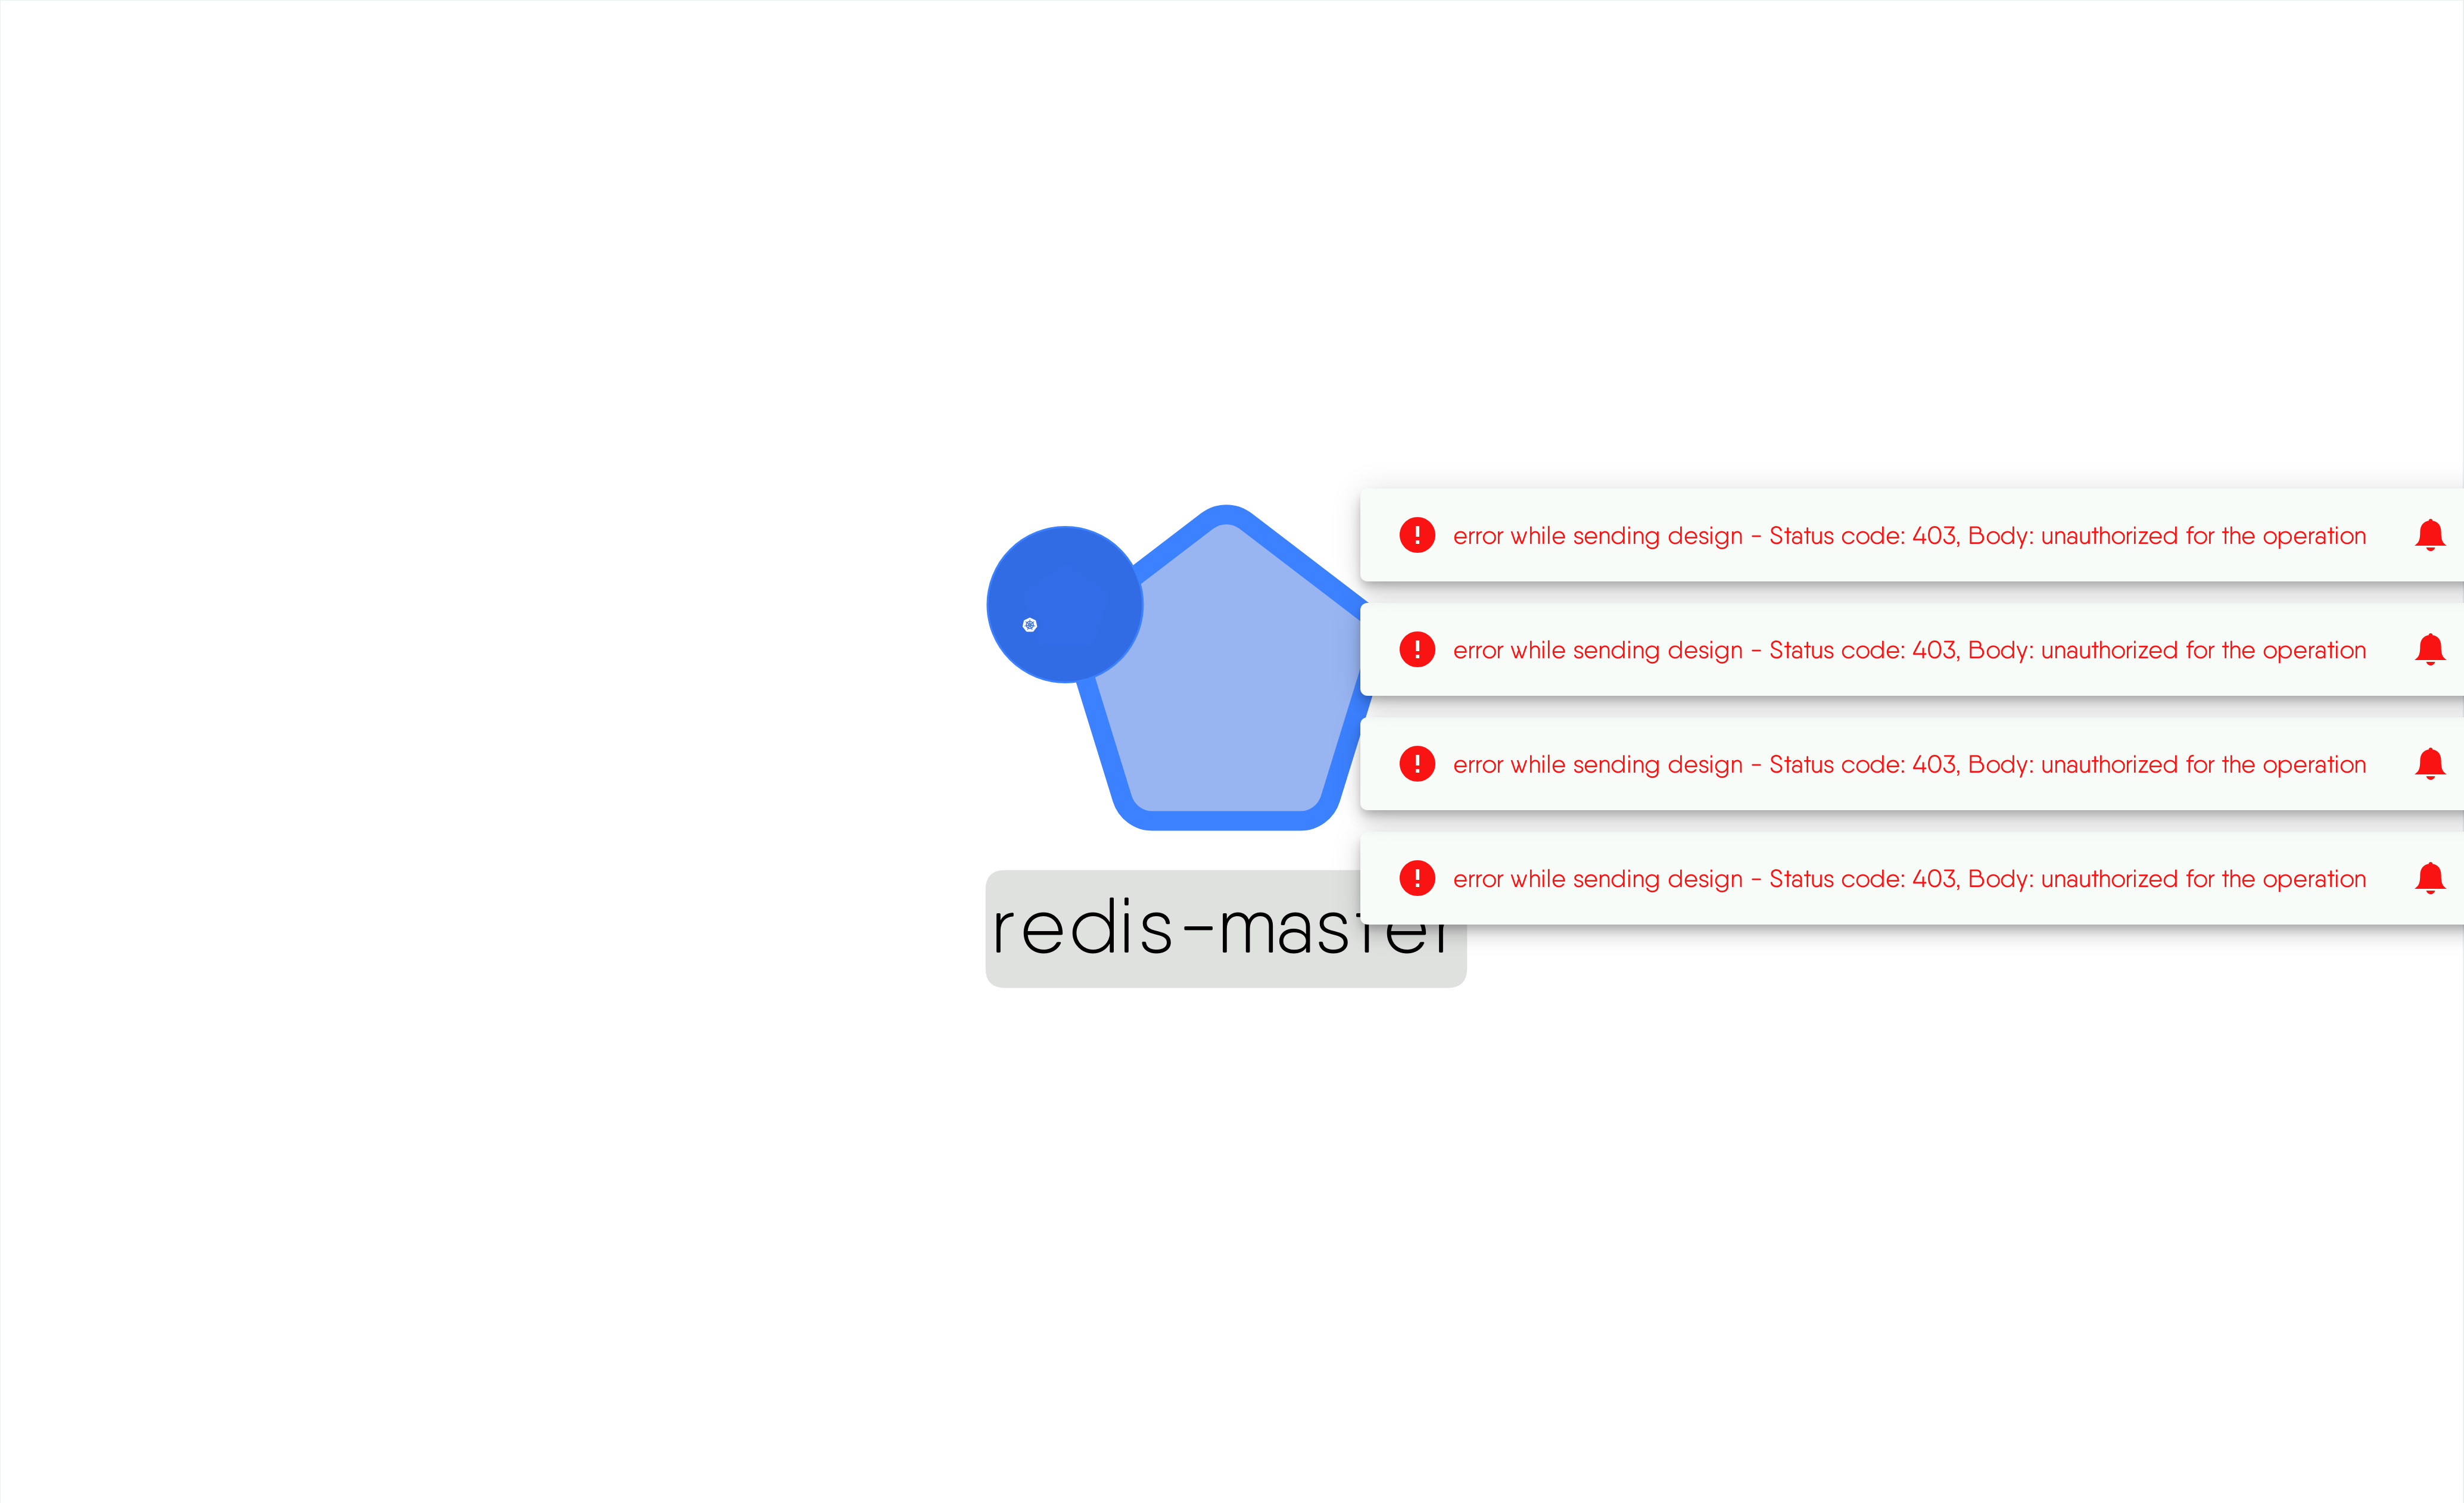 error while sending design - Status code: 403, Body: unauthorized for the operation
error while sending design - Status code: 403, Body: unauthorized for the operation
error while sending design - Status code: 403, Body: unauthorized for the operation
error while sending design - Status code: 403, Body: unauthorized for the operation
redis-master